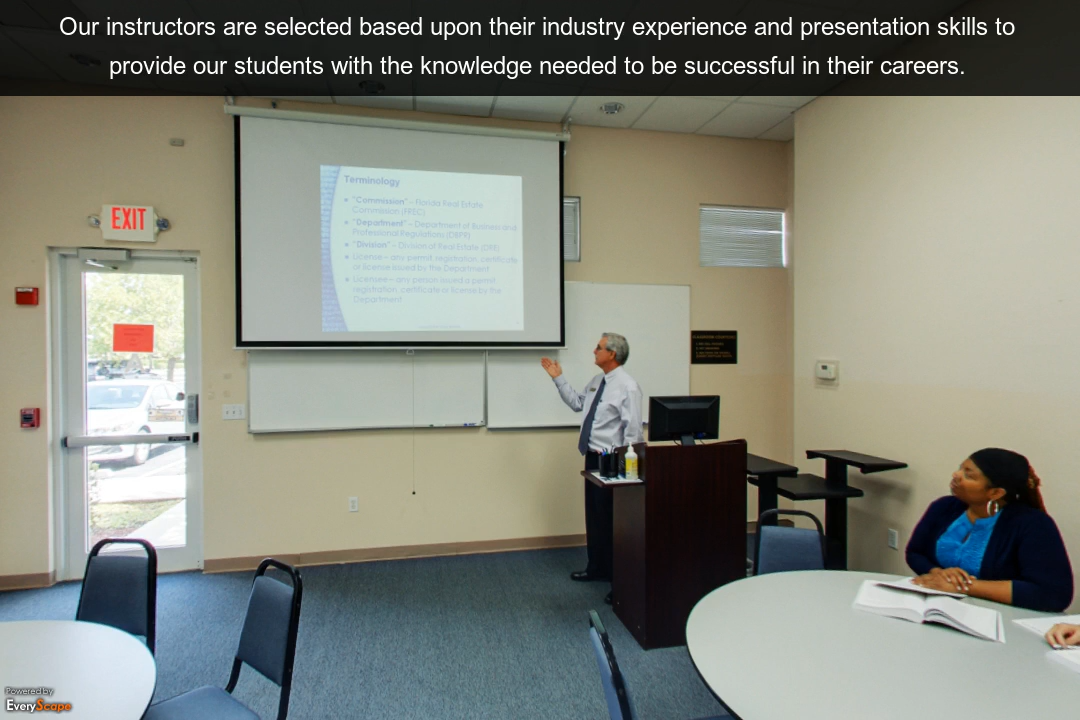 Our instructors are selected based upon their industry experience and presentation skills to
provide our students with the knowledge needed to be successful in their careers.
Terminology
"Commission" – Florida Real Estate
Commission (FREC)
"Department" – Department of Business and
Professional Regulations (DBPR)
"Division" – Division of Real Estate (DRE)
License – any permit registration, certificate
or license issued by the Department
Licensee – any person issued a permit
registration, certificate or license by the
Department
EXIT
Powered by
EveryScape